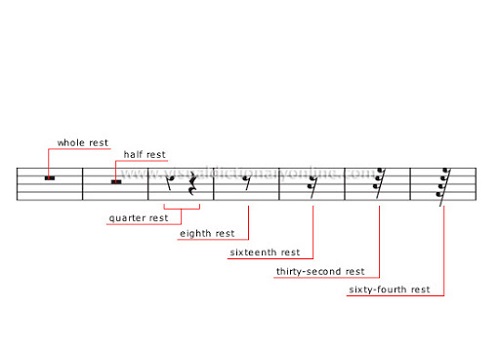 whole rest
half rest
www.visualdictionaryonline.com
quarter rest
eighth rest
sixteenth rest
thirty-second rest
sixty-fourth rest